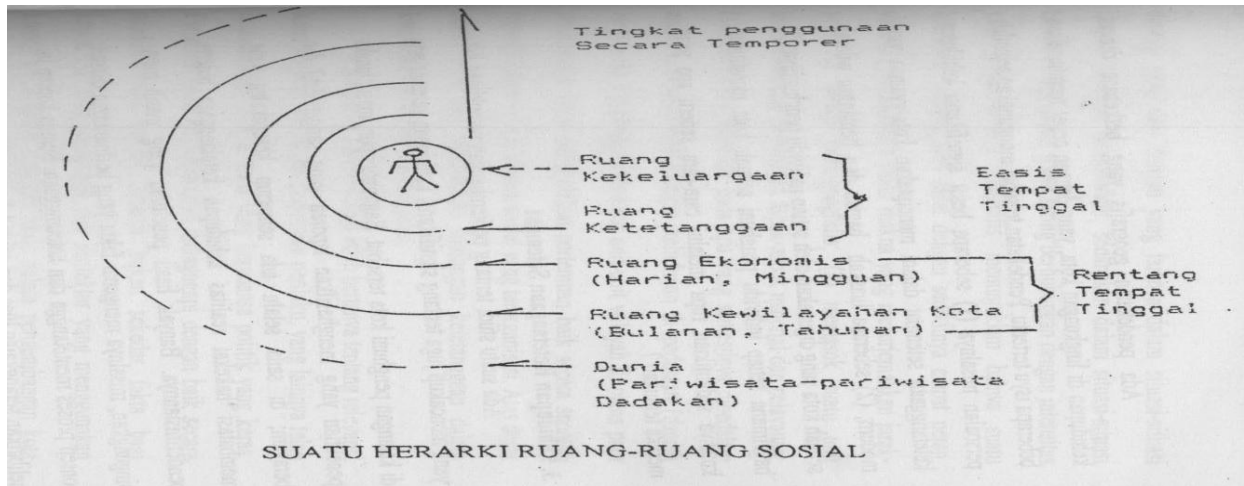 Tingkat penggunaan
Secara Temporer
Ruang
Kekeluargaan
Easis
Tempat
Tinggal
Ruang
Ketetanggaan
Ruang Ekonomis
(Harian, Mingguan)
Rentang
Tempat
Tinggal
Ruang Kewilayahan Kota
(Bulanan, Tahunan)
Dunia
(Pariwisata-pariwisata
Dadakan)
SUATU HERARKI RUANG-RUANG SOSIAL